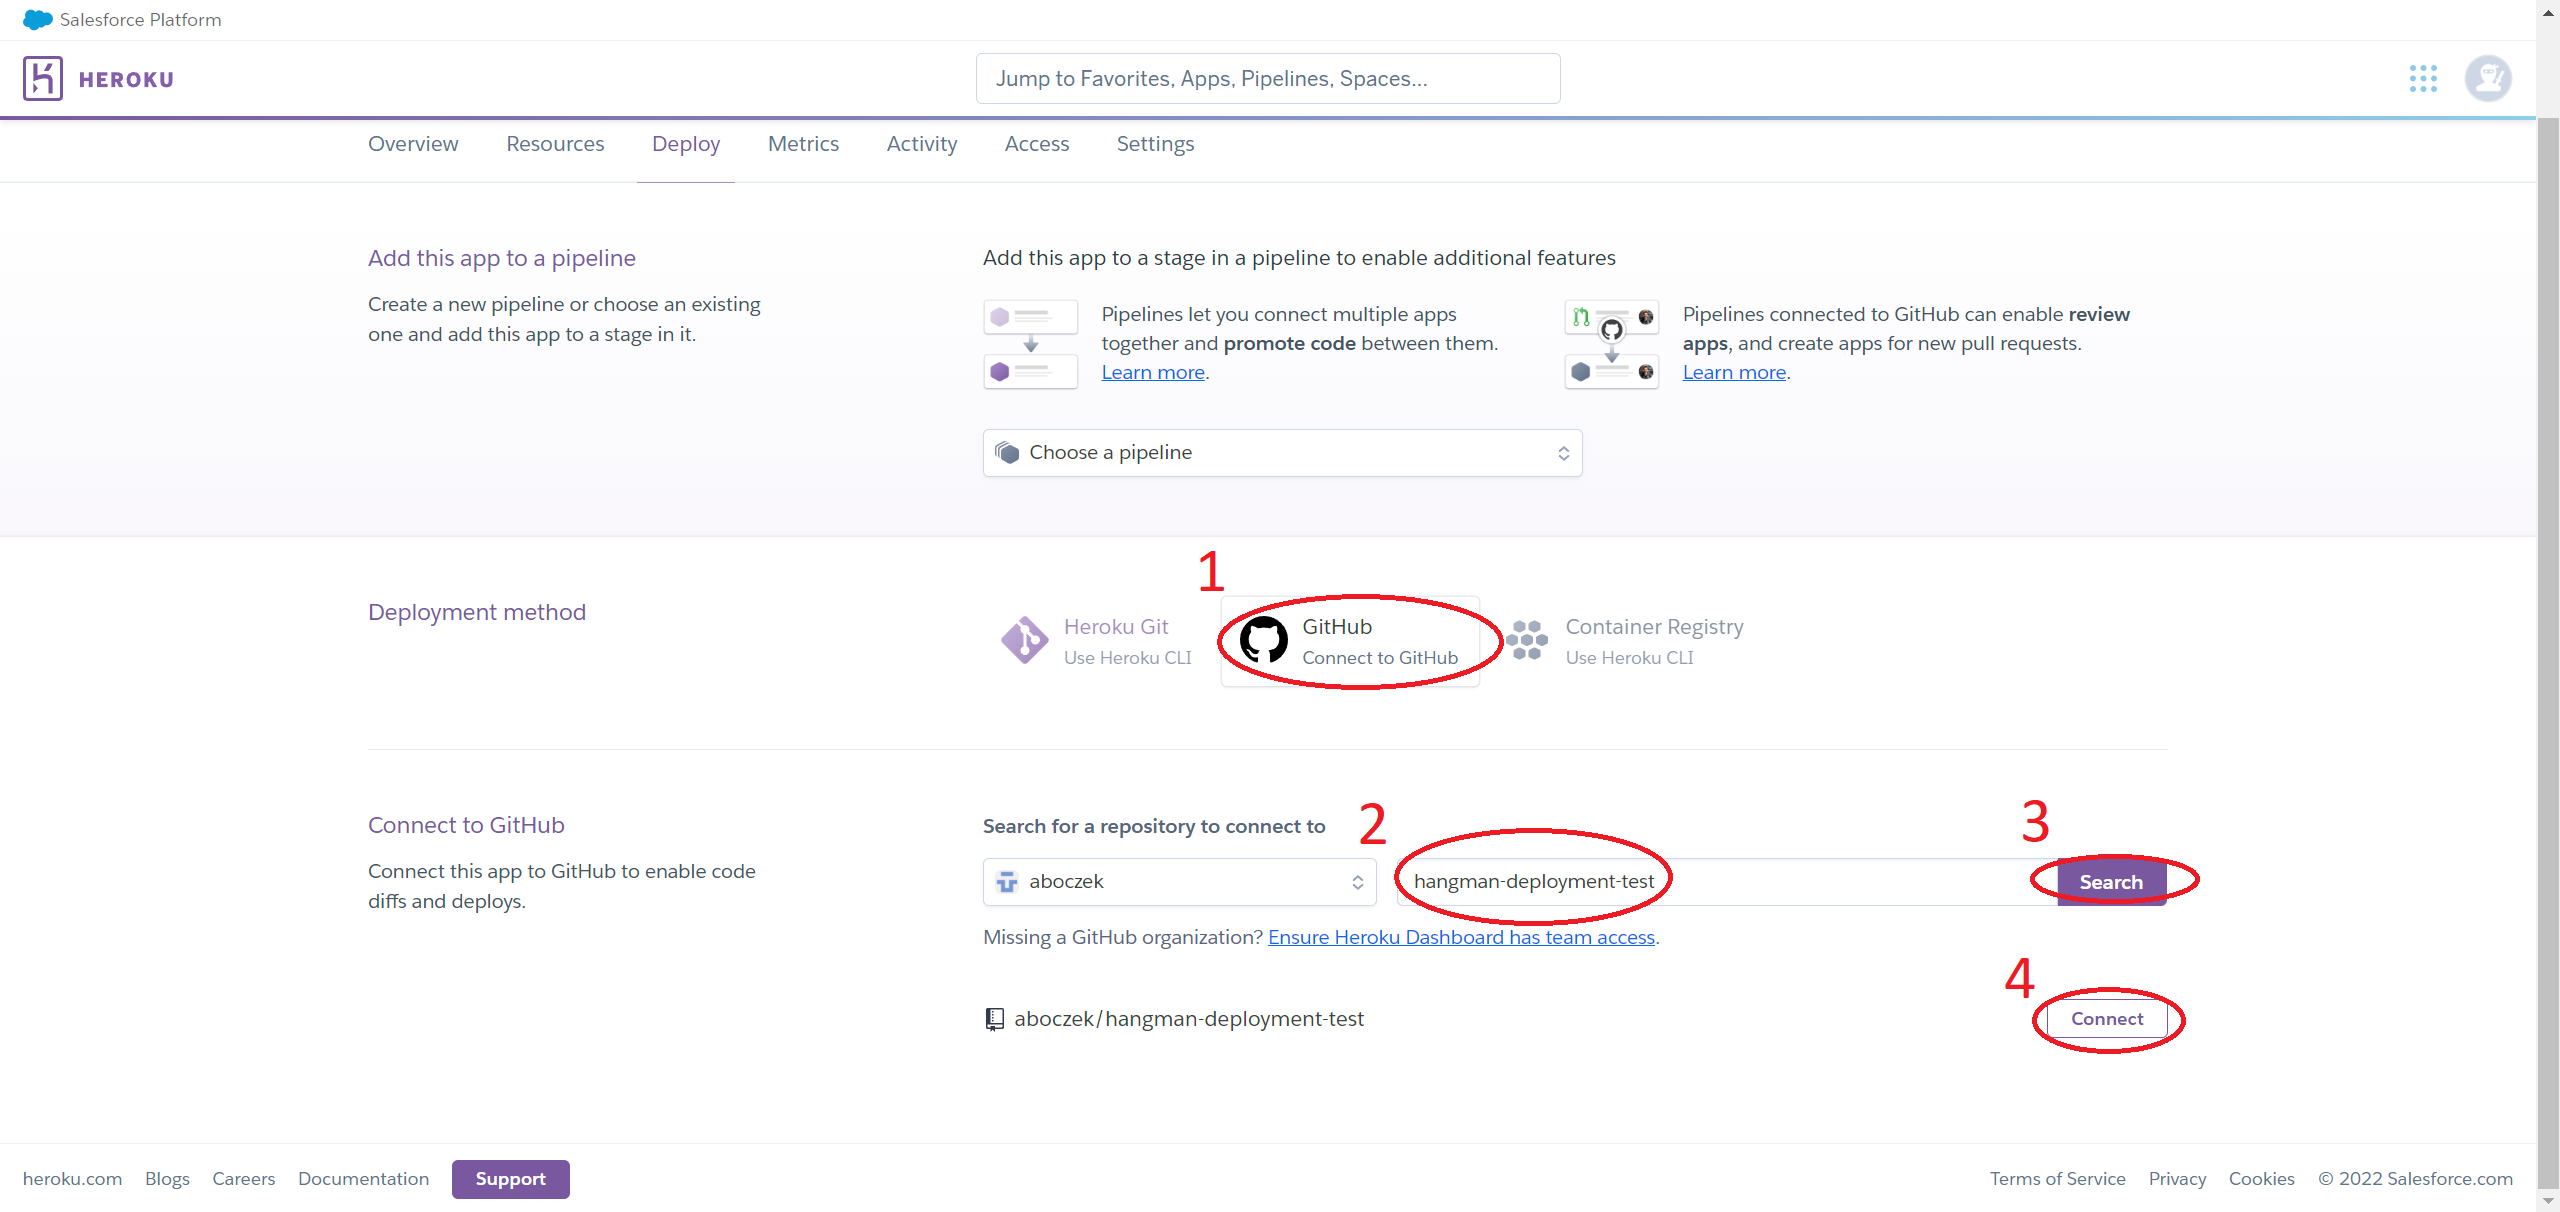 Salesforce Platform
HEROKU
Jump to Favorites, Apps, Pipelines, Spaces...
Overview Resources Deploy Metrics Activity Access Settings
Add this app to a pipeline
Create a new pipeline or choose an existing
one and add this app to a stage in it.
Add this app to a stage in a pipeline to enable additional features
Pipelines let you connect multiple apps
together and promote code between them.
Learn more.
Pipelines connected to GitHub can enable review
apps, and create apps for new pull requests.
Learn more.
Choose a pipeline
Deployment method
1
Heroku Git
Use Heroku CLI
GitHub
Connect to GitHub
Container Registry
Use Heroku CLI
Connect to GitHub
Connect this app to GitHub to enable code
diffs and deploys.
Search for a repository to connect to
2
3
aboczek
hangman-deployment-test
Search
Missing a GitHub organization? Ensure Heroku Dashboard has team access.
4
aboczek/hangman-deployment-test
Connect
heroku.com Blogs Careers Documentation Support
Terms of Service Privacy Cookies © 2022 Salesforce.com